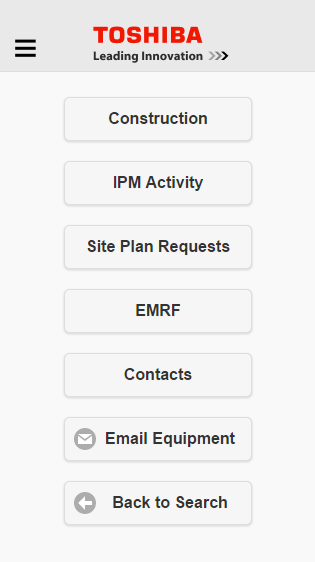 TOSHIBA
Leading Innovation >>>
Construction
IPM Activity
Site Plan Requests
EMRF
Contacts
Email Equipment
Back to Search